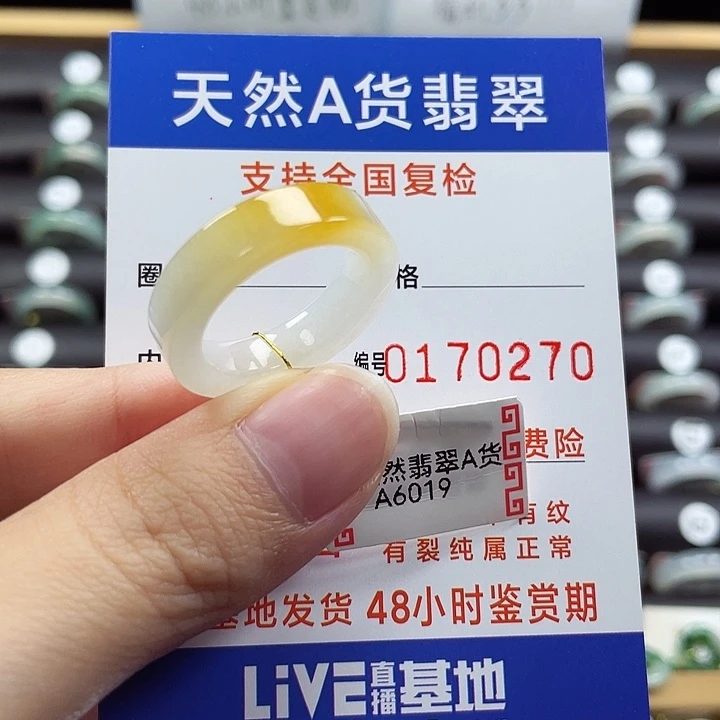 天然A货翡翠
支持全国复检
圈
格
编号0170270
然翡翠A货
A6019
费险
有纹
有裂纯属正常
基地发货 48小时鉴赏期
LiVE直播基地